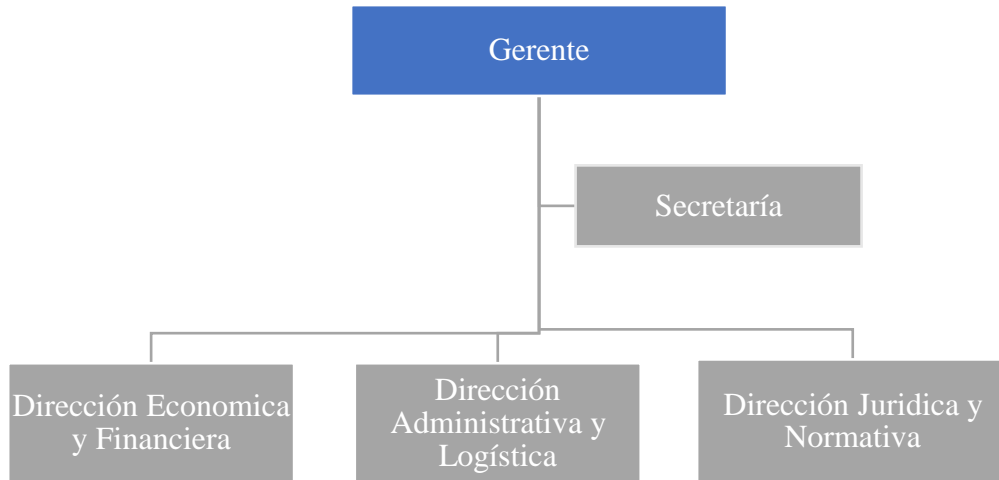 Gerente
Secretaría
Dirección Economica
y Financiera
Dirección
Administrativa y
Logística
Dirección Juridica y
Normativa